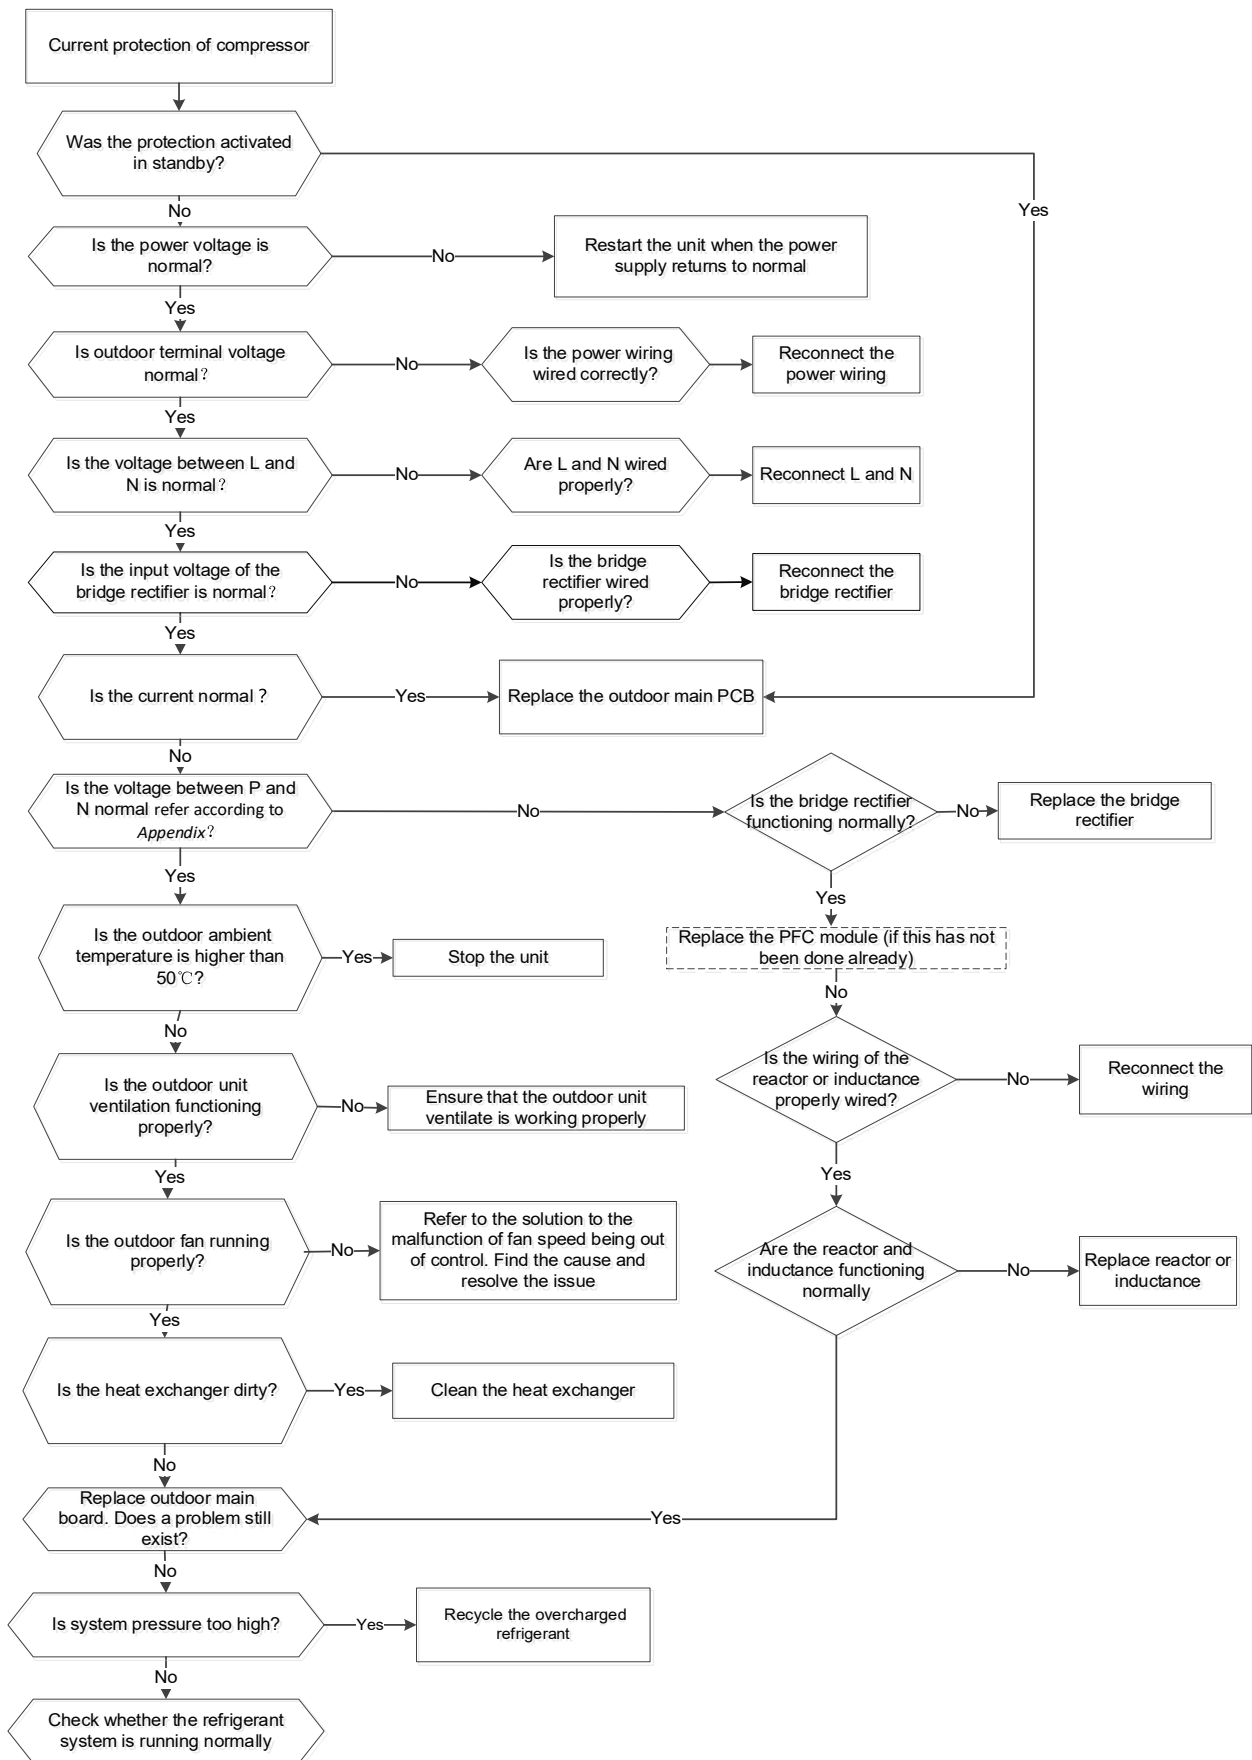 Current protection of compressor
Was the protection activated
in standby?
Yes
No
Is the power voltage is
normal?
No
Restart the unit when the power
supply returns to normal
Yes
Is outdoor terminal voltage
normal？
No
Is the power wiring
wired correctly?
Reconnect the
power wiring
Yes
Is the voltage between L and
N is normal？
No
Are L and N wired
properly?
Reconnect L and N
Yes
Is the input voltage of the
bridge rectifier is normal？
No
Is the bridge
rectifier wired
properly?
Reconnect the
bridge rectifier
Yes
Is the current normal？
Yes
Replace the outdoor main PCB
No
Is the voltage between P and
N normal refer according to
Appendix？
No
Is the bridge rectifier
functioning normally?
No
Replace the bridge
rectifier
Yes
Yes
Replace the PFC module (if this has not
been done already)
Is the outdoor ambient
temperature is higher than
50℃?
Yes
Stop the unit
No
No
Is the outdoor unit
ventilation functioning
properly?
No
Ensure that the outdoor unit
ventilate is working properly
Is the wiring of the
reactor or inductance
properly wired?
No
Reconnect the
wiring
Yes
Yes
Is the outdoor fan running
properly?
No
Refer to the solution to the
malfunction of fan speed being out
of control. Find the cause and
resolve the issue
Are the reactor and
inductance functioning
normally
No
Replace reactor or
inductance
Yes
Is the heat exchanger dirty?
Yes
Clean the heat exchanger
No
Replace outdoor main
board. Does a problem still
exist?
Yes
No
Is system pressure too high?
Yes
Recycle the overcharged
refrigerant
No
Check whether the refrigerant
system is running normally